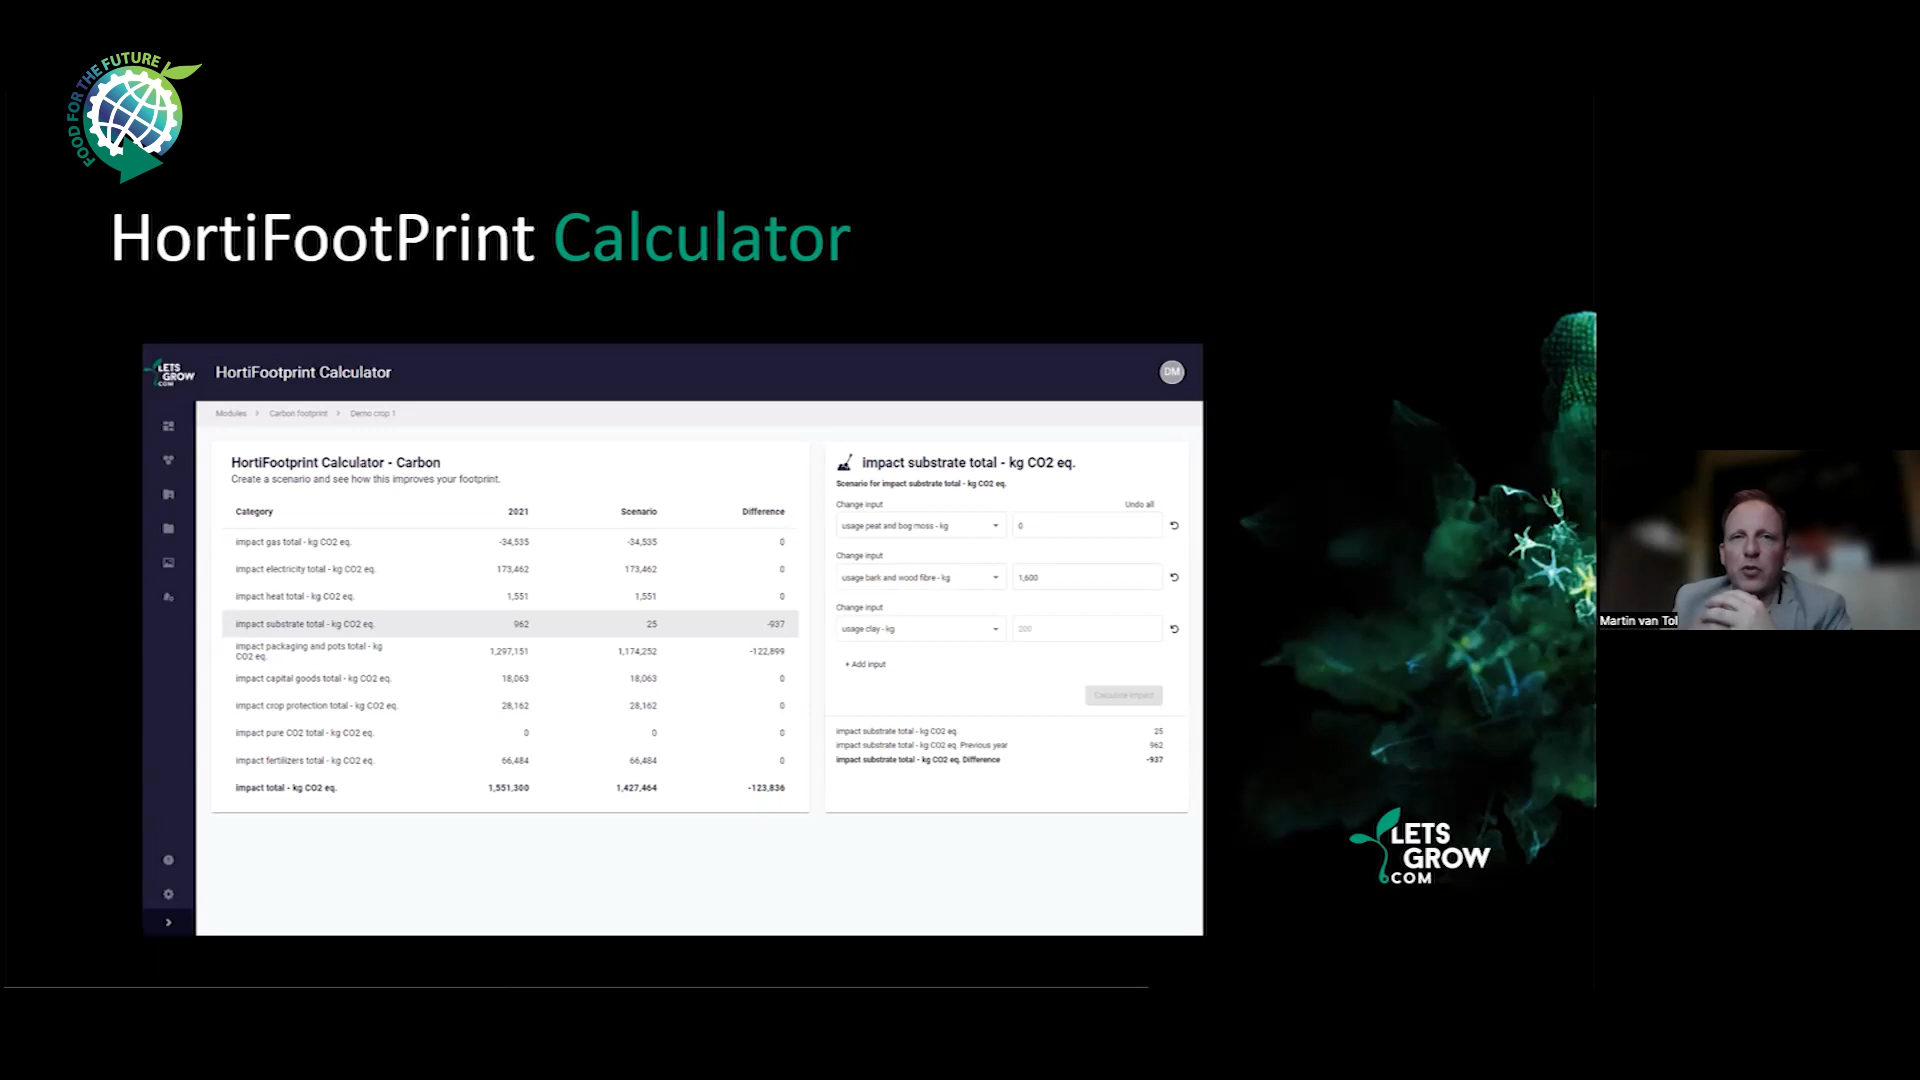 FOOD FOR THE FUTURE !
HortiFootPrint Calculator
LETS
GROW
.COM
HortiFootprint Calculator
DM
Modules > Carbon footprint > Demo crop 1
HortiFootprint Calculator - Carbon
Create a scenario and see how this improves your footprint.
Category 2021 Scenario Difference
impact gas total - kg CO2 eq. -34,535 -34,535 0
impact electricity total - kg CO2 eq. 173,462 173,462 0
impact heat total - kg CO2 eq. 1,551 1,551 0
impact substrate total - kg CO2 eq. 962 25 -937
impact packaging and pots total - kg
CO2 eq. 1,297,151 1,174,252 -122,899
impact capital goods total - kg CO2 eq. 18,063 18,063 0
impact crop protection total - kg CO2 eq. 28,162 28,162 0
impact pure CO2 total - kg CO2 eq. 0 0 0
impact fertilizers total - kg CO2 eq. 66,484 66,484 0
impact total - kg CO2 eq. 1,551,300 1,427,464 -123,836
impact substrate total - kg CO2 eq.
Scenario for impact substrate total - kg CO2 eq.
Change input Undo all
usage peat and bog moss - kg 0
Change input
usage bark and wood fibre - kg 1,600
Change input
usage clay - kg 200
+ Add input
Calculate impact
impact substrate total - kg CO2 eq. 25
impact substrate total - kg CO2 eq. Previous year 962
impact substrate total - kg CO2 eq. Difference -937
LETS
GROW
.COM
Martin van Tol